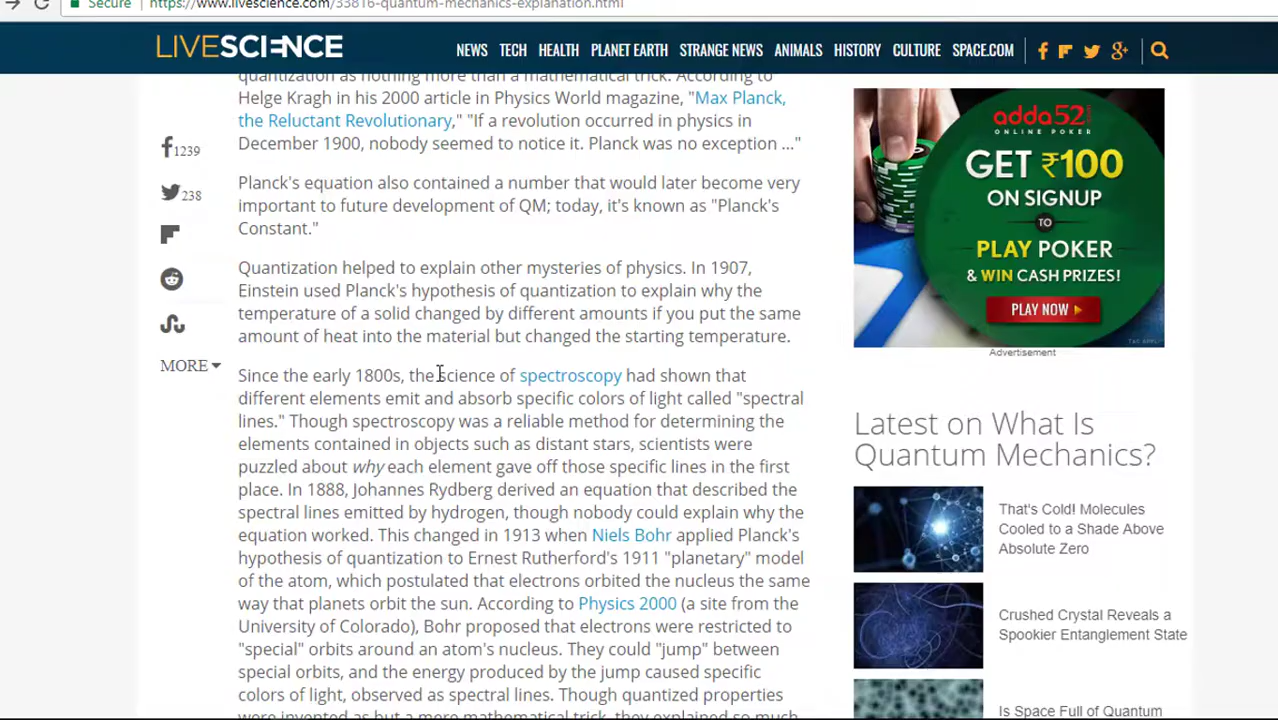 Secure https://www.livescience.com/33816-quantum-mechanics-explanation.html
LIVESCIENCE
NEWS TECH HEALTH PLANET EARTH STRANGE NEWS ANIMALS HISTORY CULTURE SPACE.COM
quantization as nothing more than a mathematical trick. According to
Helge Kragh in his 2000 article in Physics World magazine, "Max Planck,
the Reluctant Revolutionary," "If a revolution occurred in physics in
December 1900, nobody seemed to notice it. Planck was no exception …"
Planck's equation also contained a number that would later become very
important to future development of QM; today, it's known as "Planck's
Constant."
Quantization helped to explain other mysteries of physics. In 1907,
Einstein used Planck's hypothesis of quantization to explain why the
temperature of a solid changed by different amounts if you put the same
amount of heat into the material but changed the starting temperature.
Since the early 1800s, the science of spectroscopy had shown that
different elements emit and absorb specific colors of light called "spectral
lines." Though spectroscopy was a reliable method for determining the
elements contained in objects such as distant stars, scientists were
puzzled about why each element gave off those specific lines in the first
place. In 1888, Johannes Rydberg derived an equation that described the
spectral lines emitted by hydrogen, though nobody could explain why the
equation worked. This changed in 1913 when Niels Bohr applied Planck's
hypothesis of quantization to Ernest Rutherford's 1911 "planetary" model
of the atom, which postulated that electrons orbited the nucleus the same
way that planets orbit the sun. According to Physics 2000 (a site from the
University of Colorado), Bohr proposed that electrons were restricted to
"special" orbits around an atom's nucleus. They could "jump" between
special orbits, and the energy produced by the jump caused specific
colors of light, observed as spectral lines. Though quantized properties
were invented as but a mere mathematical trick, they explained so much
1239
238
MORE
adda52.com
ONLINE POKER
GET ₹100
ON SIGNUP
TO
PLAY POKER
& WIN CASH PRIZES!
PLAY NOW
Advertisement
Latest on What Is
Quantum Mechanics?
That's Cold! Molecules
Cooled to a Shade Above
Absolute Zero
Crushed Crystal Reveals a
Spookier Entanglement State
Is Space Full of Quantum